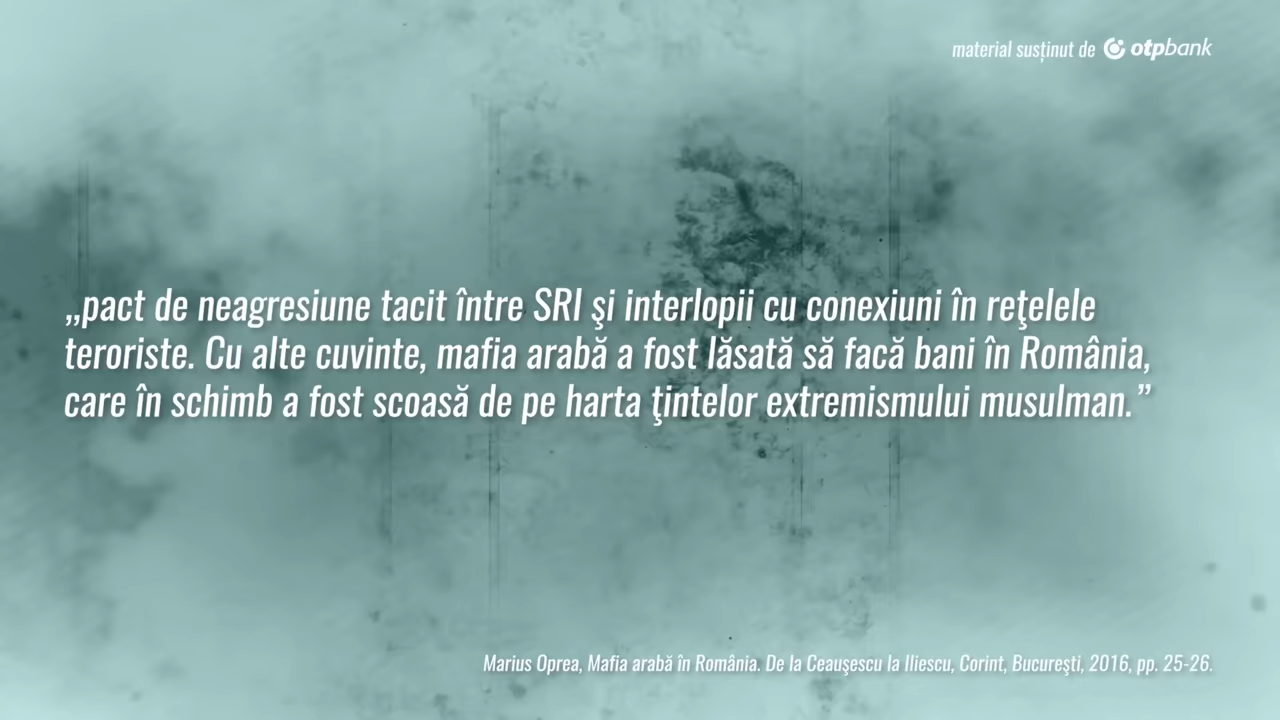 material susținut de otpbank
„pact de neagresiune tacit între SRI şi interlopii cu conexiuni în reţelele
teroriste. Cu alte cuvinte, mafia arabă a fost lăsată să facă bani în România,
care în schimb a fost scoasă de pe harta ţintelor extremismului musulman.”
Marius Oprea, Mafia arabă în România. De la Ceauşescu la Iliescu, Corint, Bucureşti, 2016, pp. 25-26.